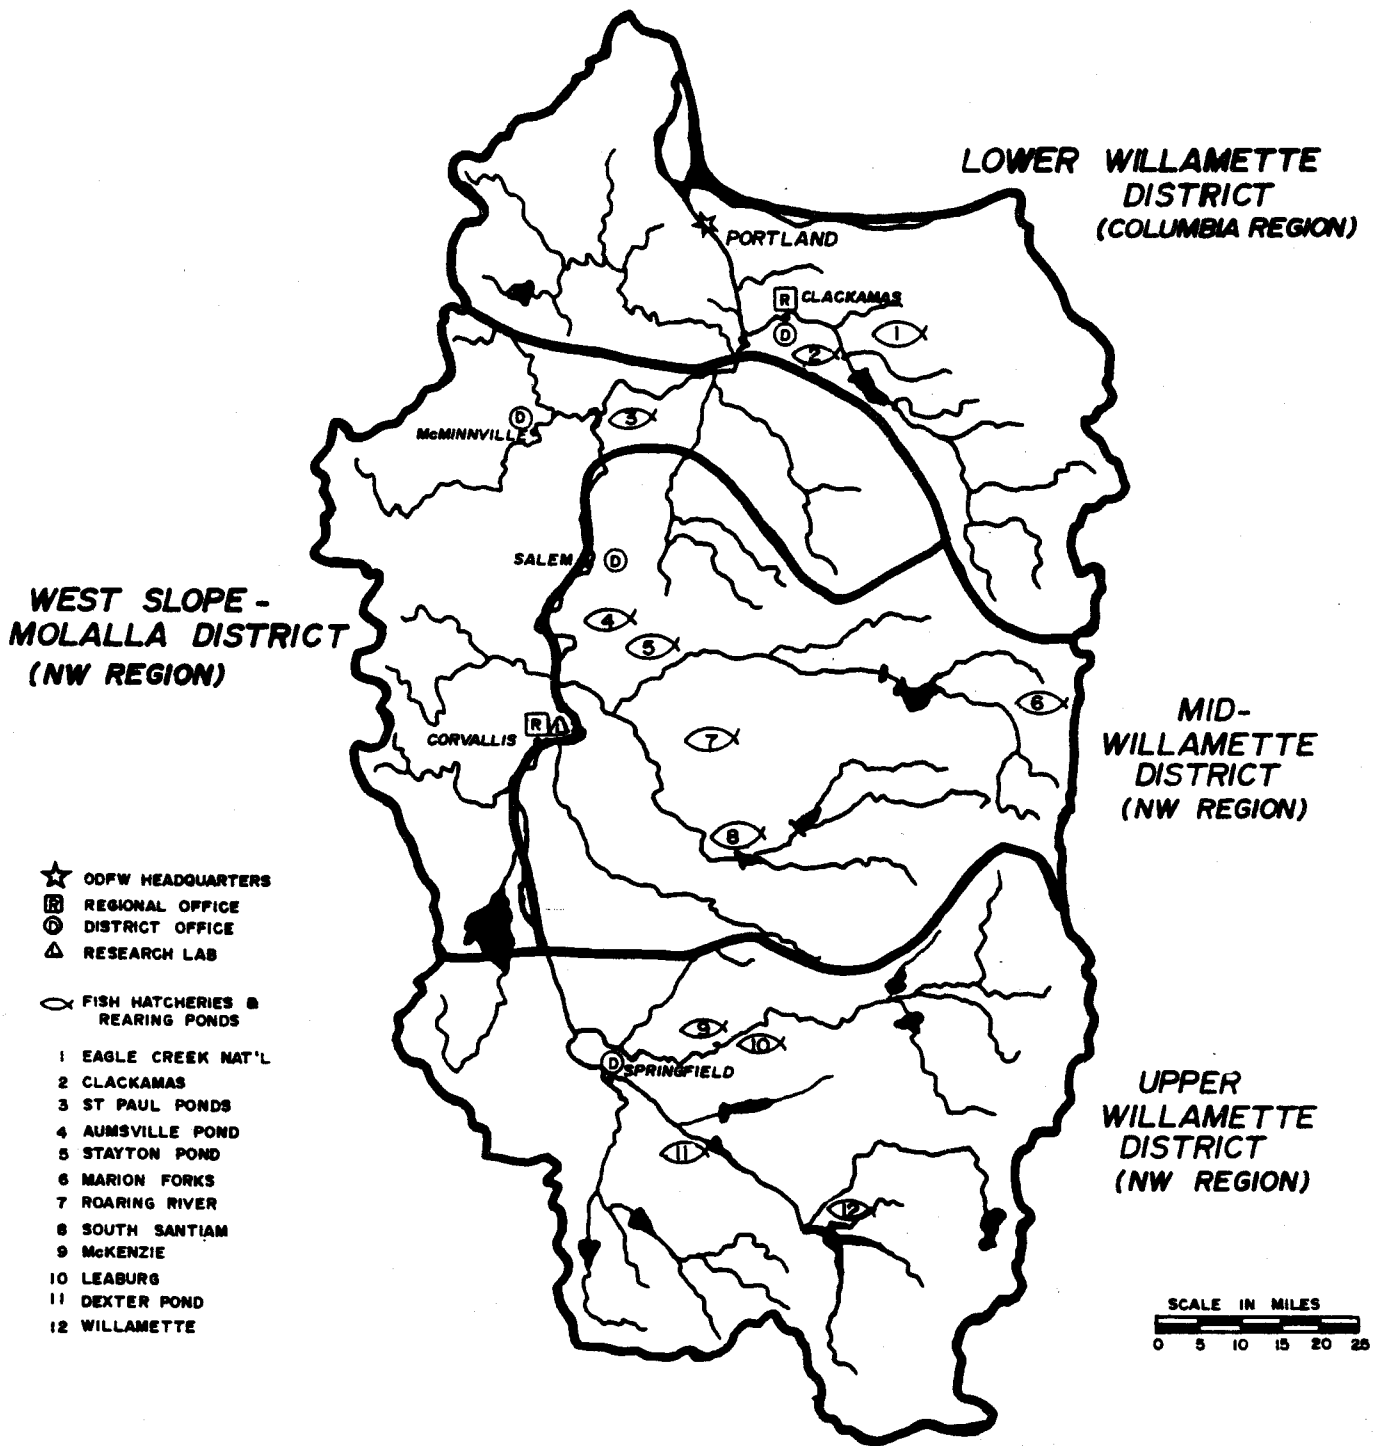 LOWER WILLAMETTE
DISTRICT
(COLUMBIA REGION)
PORTLAND
R CLACKAMAS
D
1
2
D
McMINNVILLE
3
SALEM D
WEST SLOPE -
MOLALLA DISTRICT
(NW REGION)
4
5
6
R
CORVALLIS
7
MID-
WILLAMETTE
DISTRICT
(NW REGION)
8
ODFW HEADQUARTERS
R REGIONAL OFFICE
D DISTRICT OFFICE
RESEARCH LAB
FISH HATCHERIES &
REARING PONDS
1 EAGLE CREEK NAT'L
2 CLACKAMAS
3 ST PAUL PONDS
4 AUMSVILLE POND
5 STAYTON POND
6 MARION FORKS
7 ROARING RIVER
8 SOUTH SANTIAM
9 McKENZIE
10 LEABURG
11 DEXTER POND
12 WILLAMETTE
9
10
D SPRINGFIELD
11
12
UPPER
WILLAMETTE
DISTRICT
(NW REGION)
SCALE IN MILES
0 5 10 15 20 25